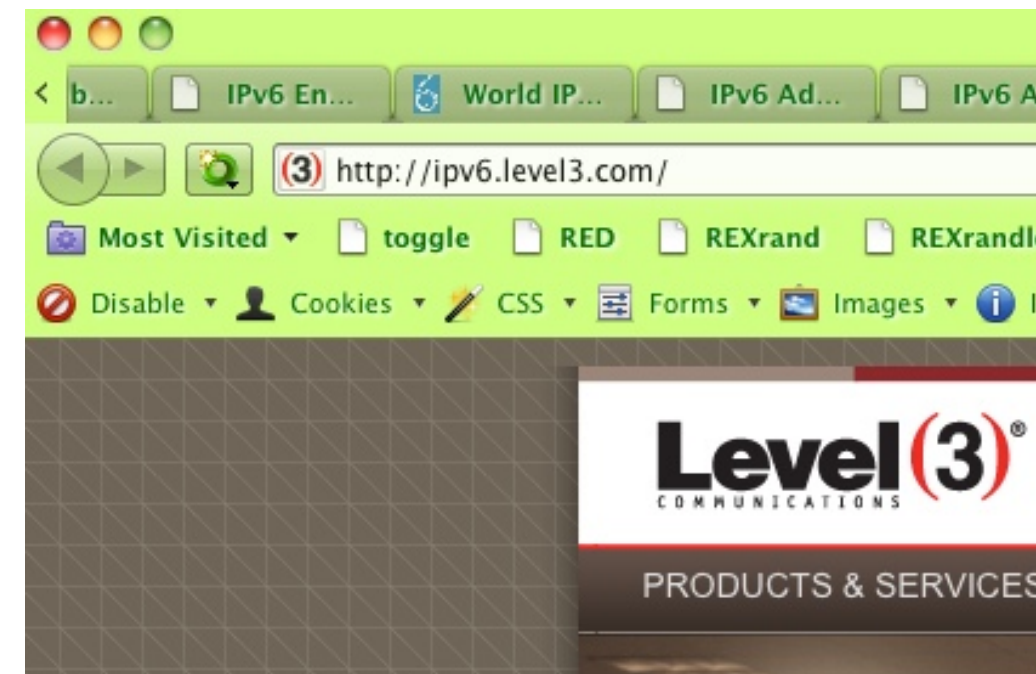 b... IPv6 En... World IP... IPv6 Ad... IPv6 A
(3) http://ipv6.level3.com/
Most Visited toggle RED REXrand REXrandl
Disable Cookies CSS Forms Images
Level(3)®
COMMUNICATIONS
PRODUCTS & SERVICES